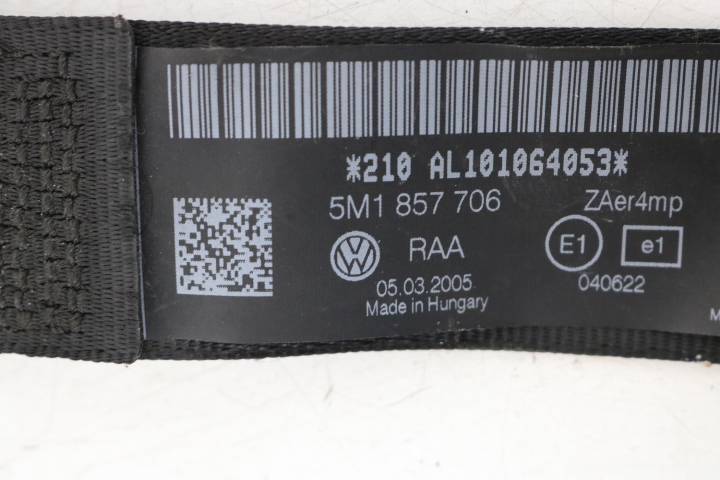 *210 AL101064053*
5M1 857 706 ZAer4mp
RAA E1 e1
05.03.2005 040622
Made in Hungary